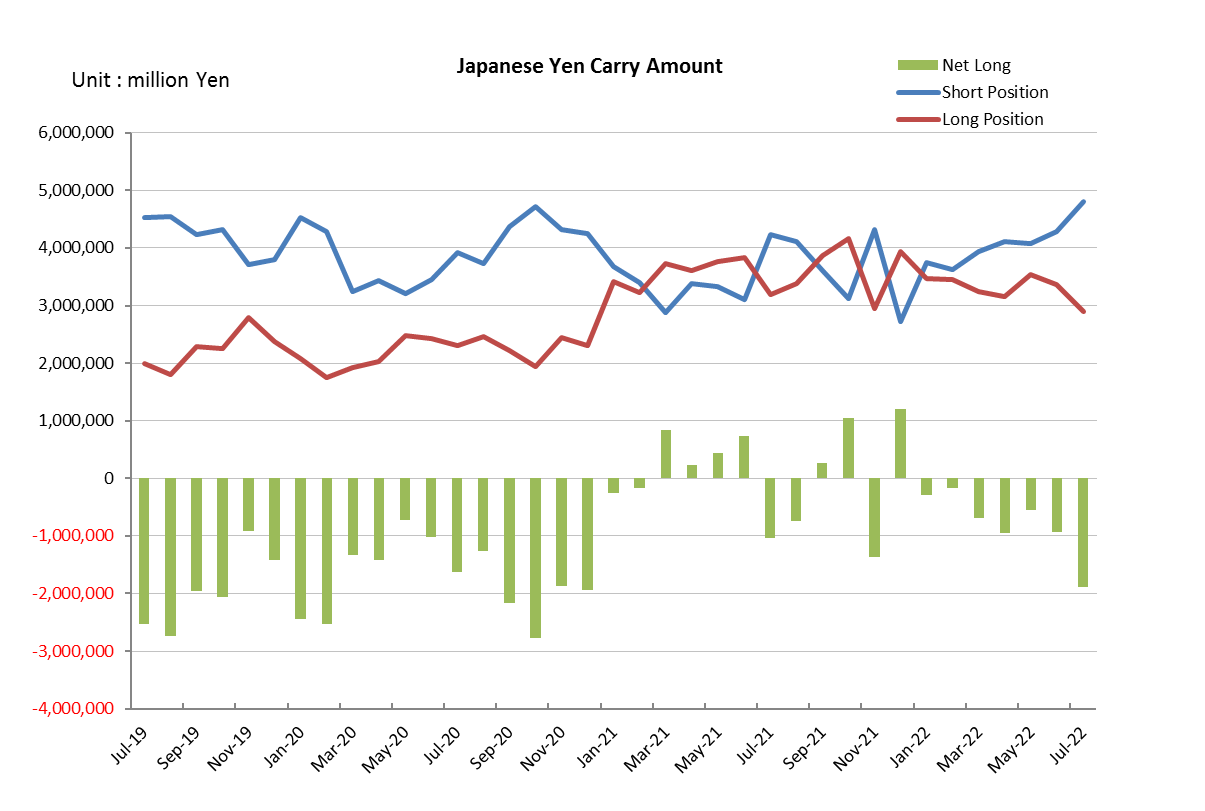 Japanese Yen Carry Amount
Unit : million Yen
Net Long
Short Position
Long Position
6,000,000
5,000,000
4,000,000
3,000,000
2,000,000
1,000,000
0
-1,000,000
-2,000,000
-3,000,000
-4,000,000
Jul-19
Sep-19
Nov-19
Jan-20
Mar-20
May-20
Jul-20
Sep-20
Nov-20
Jan-21
Mar-21
May-21
Jul-21
Sep-21
Nov-21
Jan-22
Mar-22
May-22
Jul-22